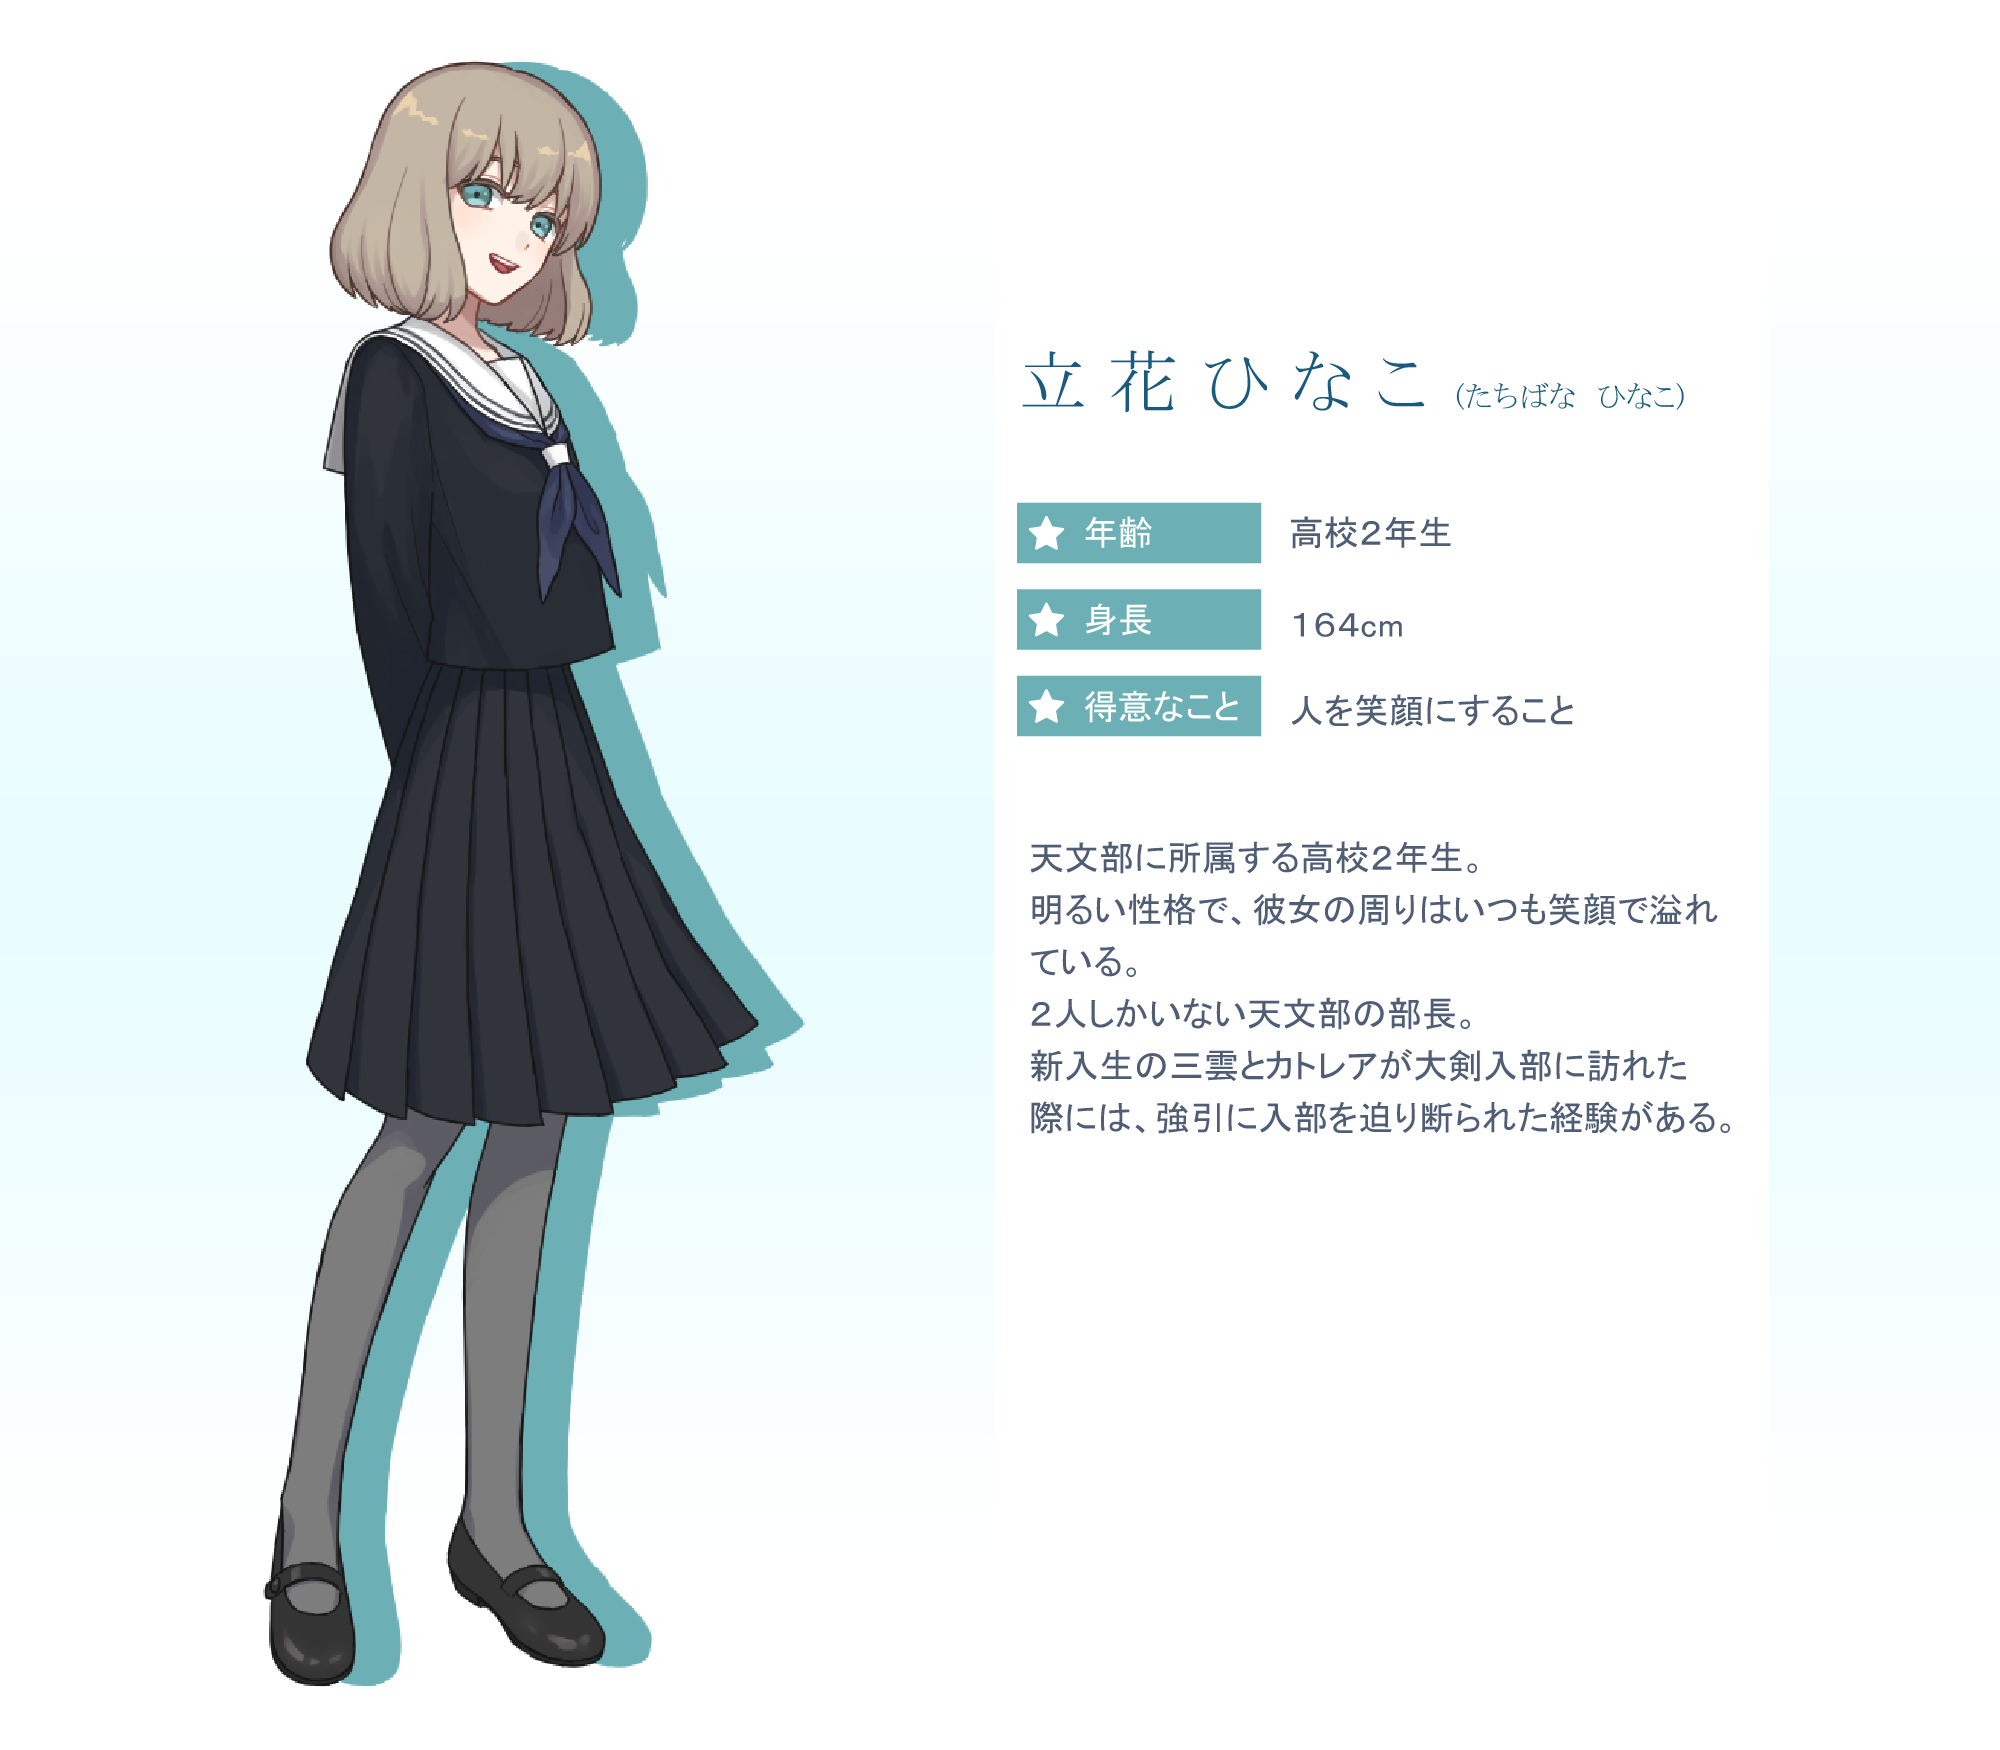 立花ひなこ(たちばな　ひなこ)
★ 年齢　高校2年生
★ 身長　164cm
★ 得意なこと　人を笑顔にすること
天文部に所属する高校2年生。
明るい性格で、彼女の周りはいつも笑顔で溢れ
ている。
2人しかいない天文部の部長。
新入生の三雲とカトレアが大剣入部に訪れた
際には、強引に入部を迫り断られた経験がある。